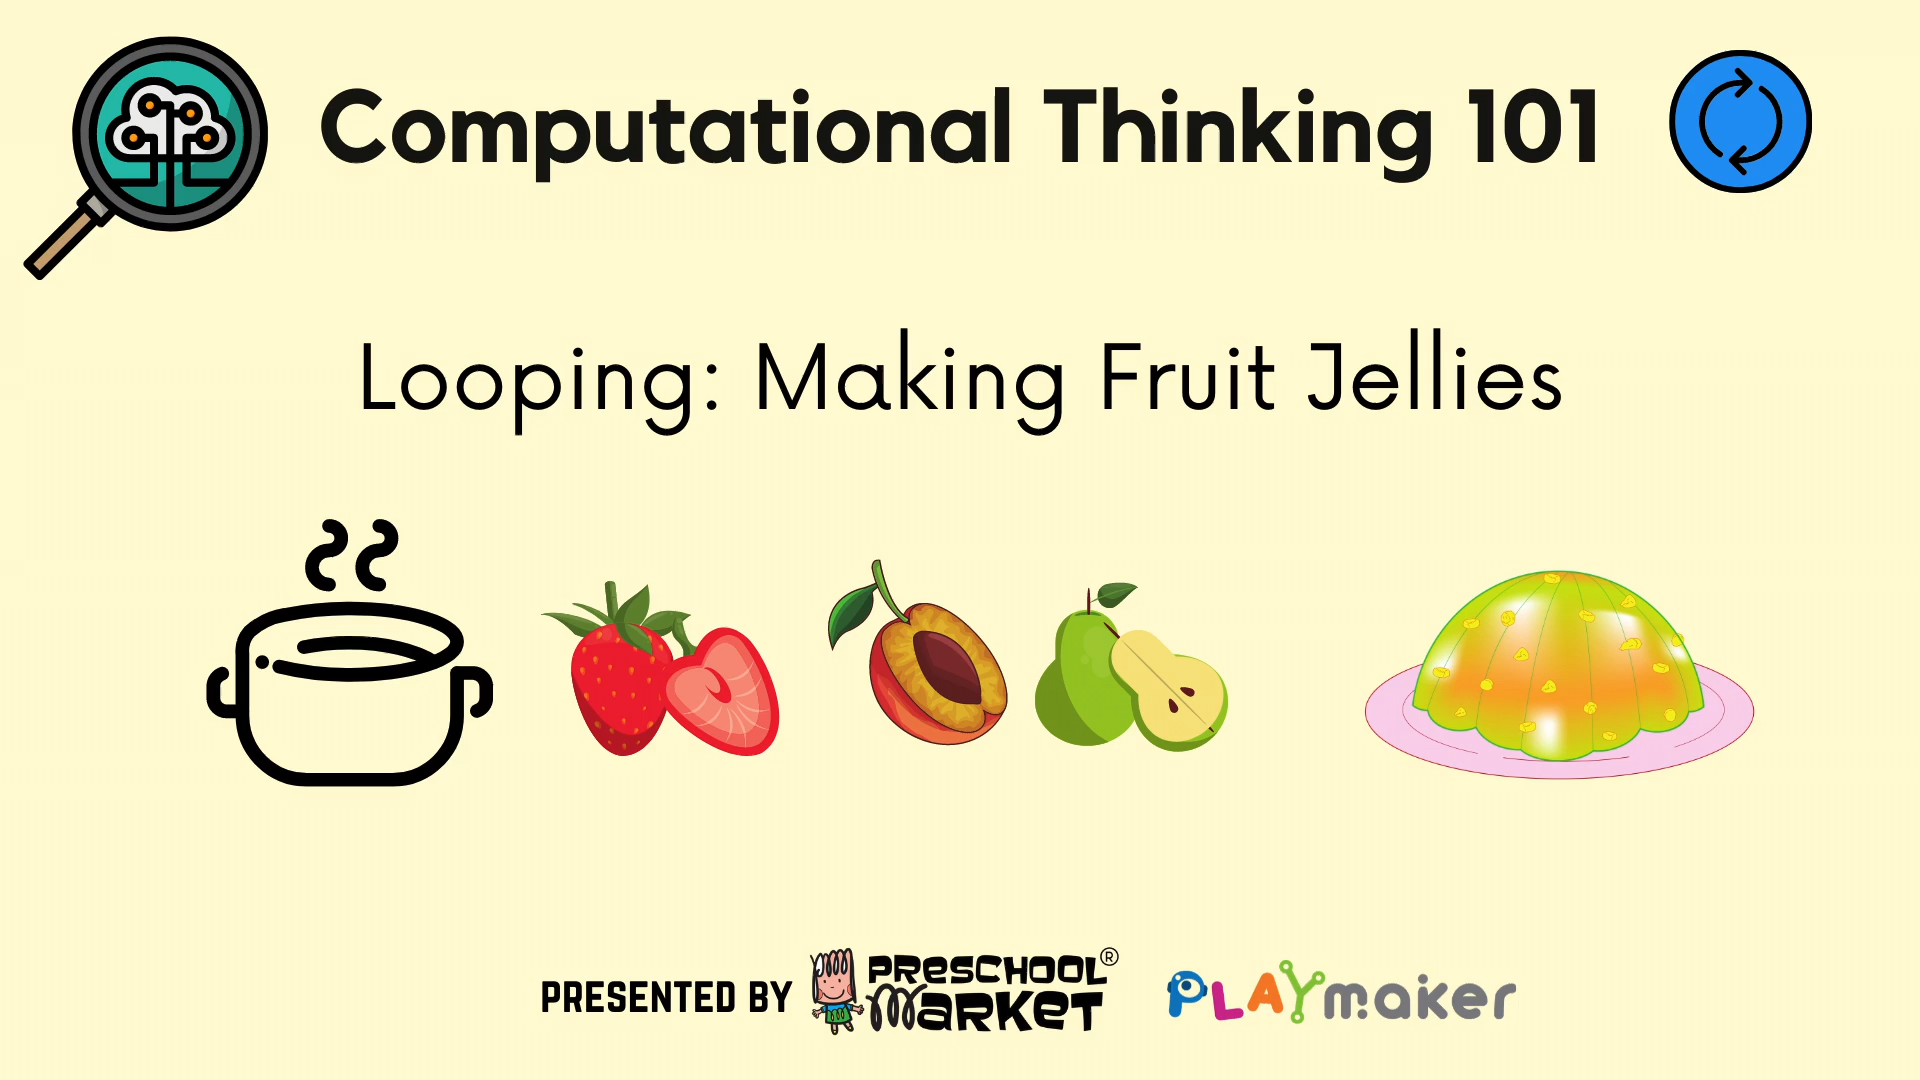 Computational Thinking 101
Looping: Making Fruit Jellies
PRESENTED BY PRESCHOOL MARKET® PLAYmaker